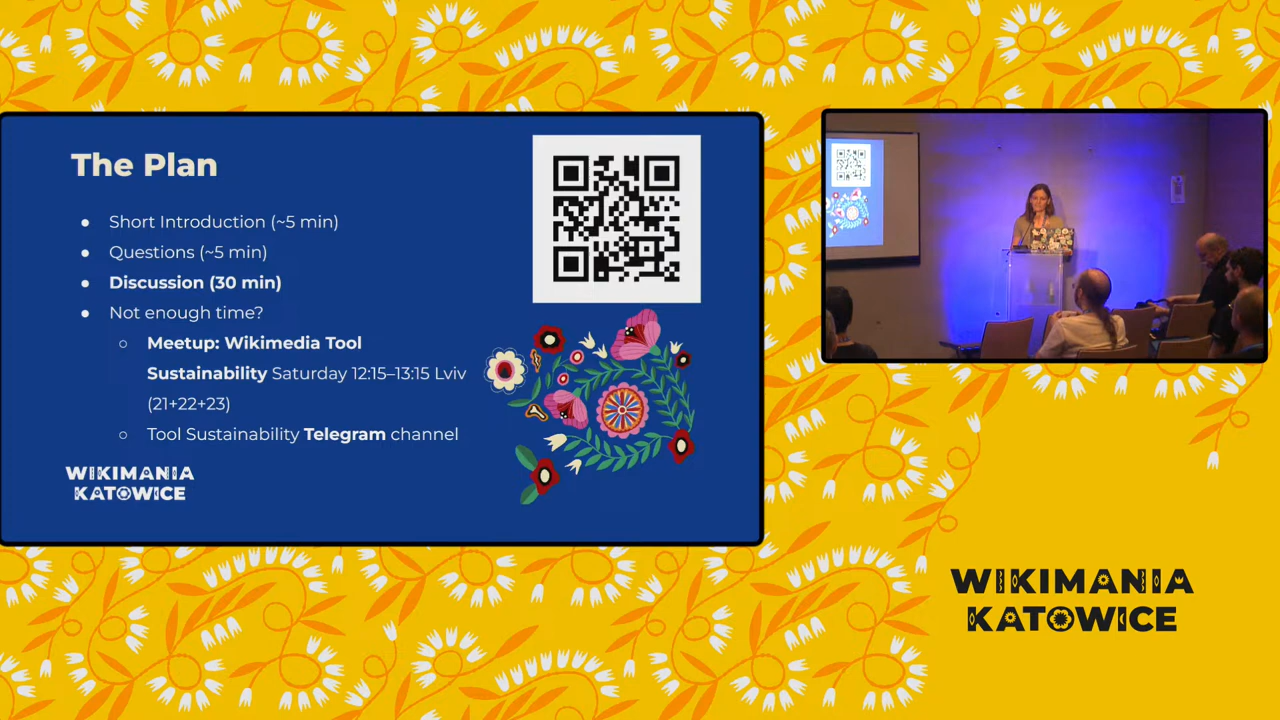 The Plan
● Short Introduction (~5 min)
● Questions (~5 min)
● Discussion (30 min)
● Not enough time?
○ Meetup: Wikimedia Tool
Sustainability Saturday 12:15–13:15 Lviv
(21+22+23)
○ Tool Sustainability Telegram channel
WIKIMANIA
KATOWICE
WIKIMANIA
KATOWICE